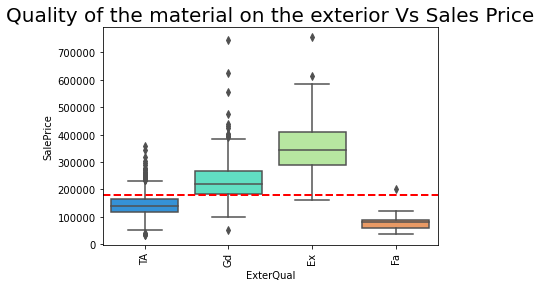 Quality of the material on the exterior Vs Sales Price
700000
600000
500000
400000
300000
200000
100000
0
SalePrice
TA
Gd
Ex
Fa
ExterQual